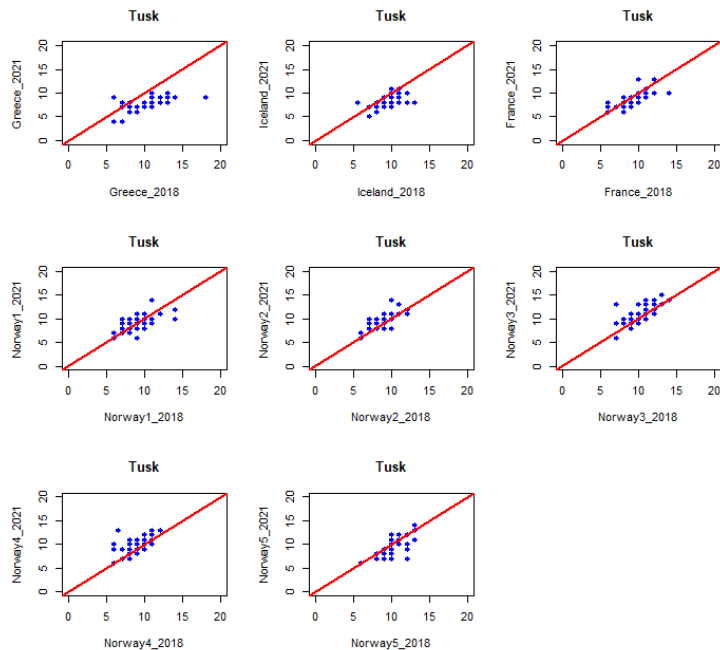 Tusk Tusk Tusk
Greece_2021
20
15
10
5
0
0 5 10 15 20
Greece_2018
Iceland_2021
20
15
10
5
0
0 5 10 15 20
Iceland_2018
France_2021
20
15
10
5
0
0 5 10 15 20
France_2018
Tusk Tusk Tusk
Norway1_2021
20
15
10
5
0
0 5 10 15 20
Norway1_2018
Norway2_2021
20
15
10
5
0
0 5 10 15 20
Norway2_2018
Norway3_2021
20
15
10
5
0
0 5 10 15 20
Norway3_2018
Tusk Tusk
Norway4_2021
20
15
10
5
0
0 5 10 15 20
Norway4_2018
Norway5_2021
20
15
10
5
0
0 5 10 15 20
Norway5_2018